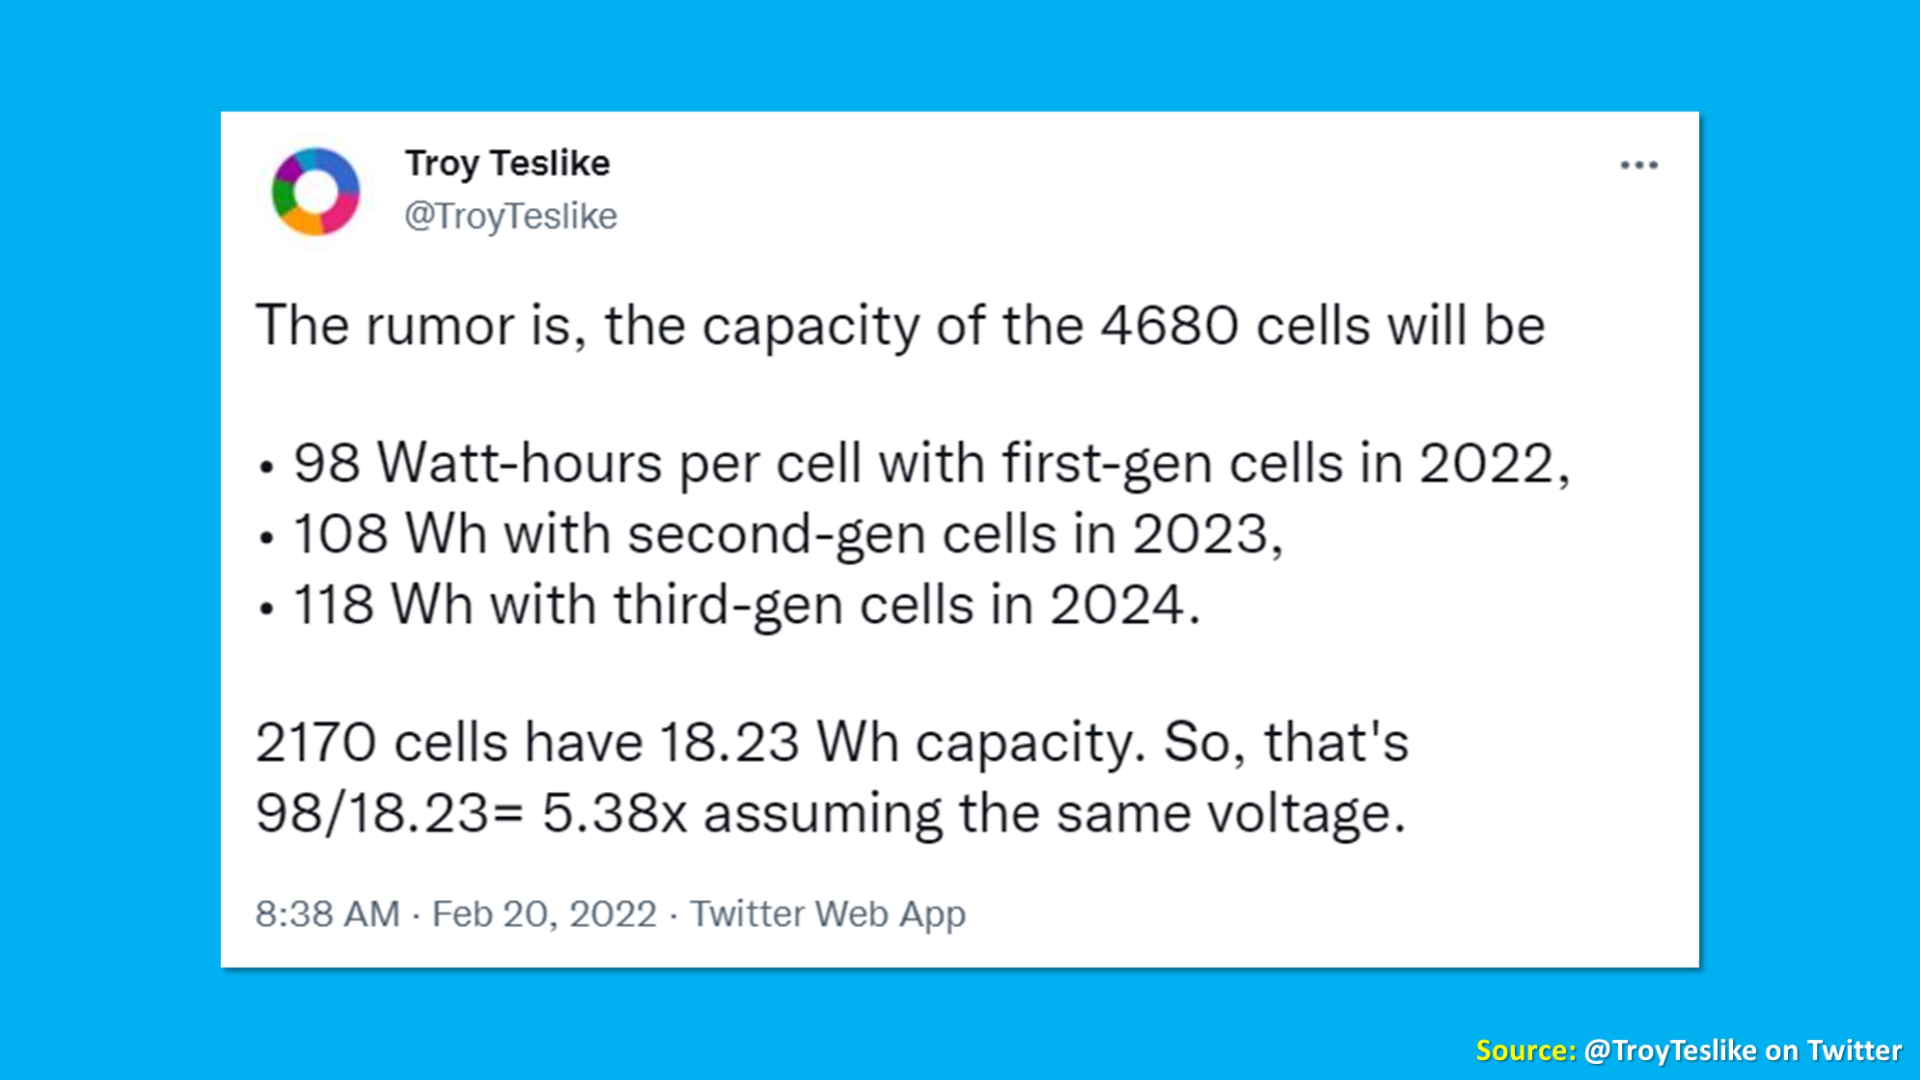 Troy Teslike
@TroyTeslike
The rumor is, the capacity of the 4680 cells will be
• 98 Watt-hours per cell with first-gen cells in 2022,
• 108 Wh with second-gen cells in 2023,
• 118 Wh with third-gen cells in 2024.
2170 cells have 18.23 Wh capacity. So, that's
98/18.23= 5.38x assuming the same voltage.
8:38 AM · Feb 20, 2022 · Twitter Web App
Source: @TroyTeslike on Twitter